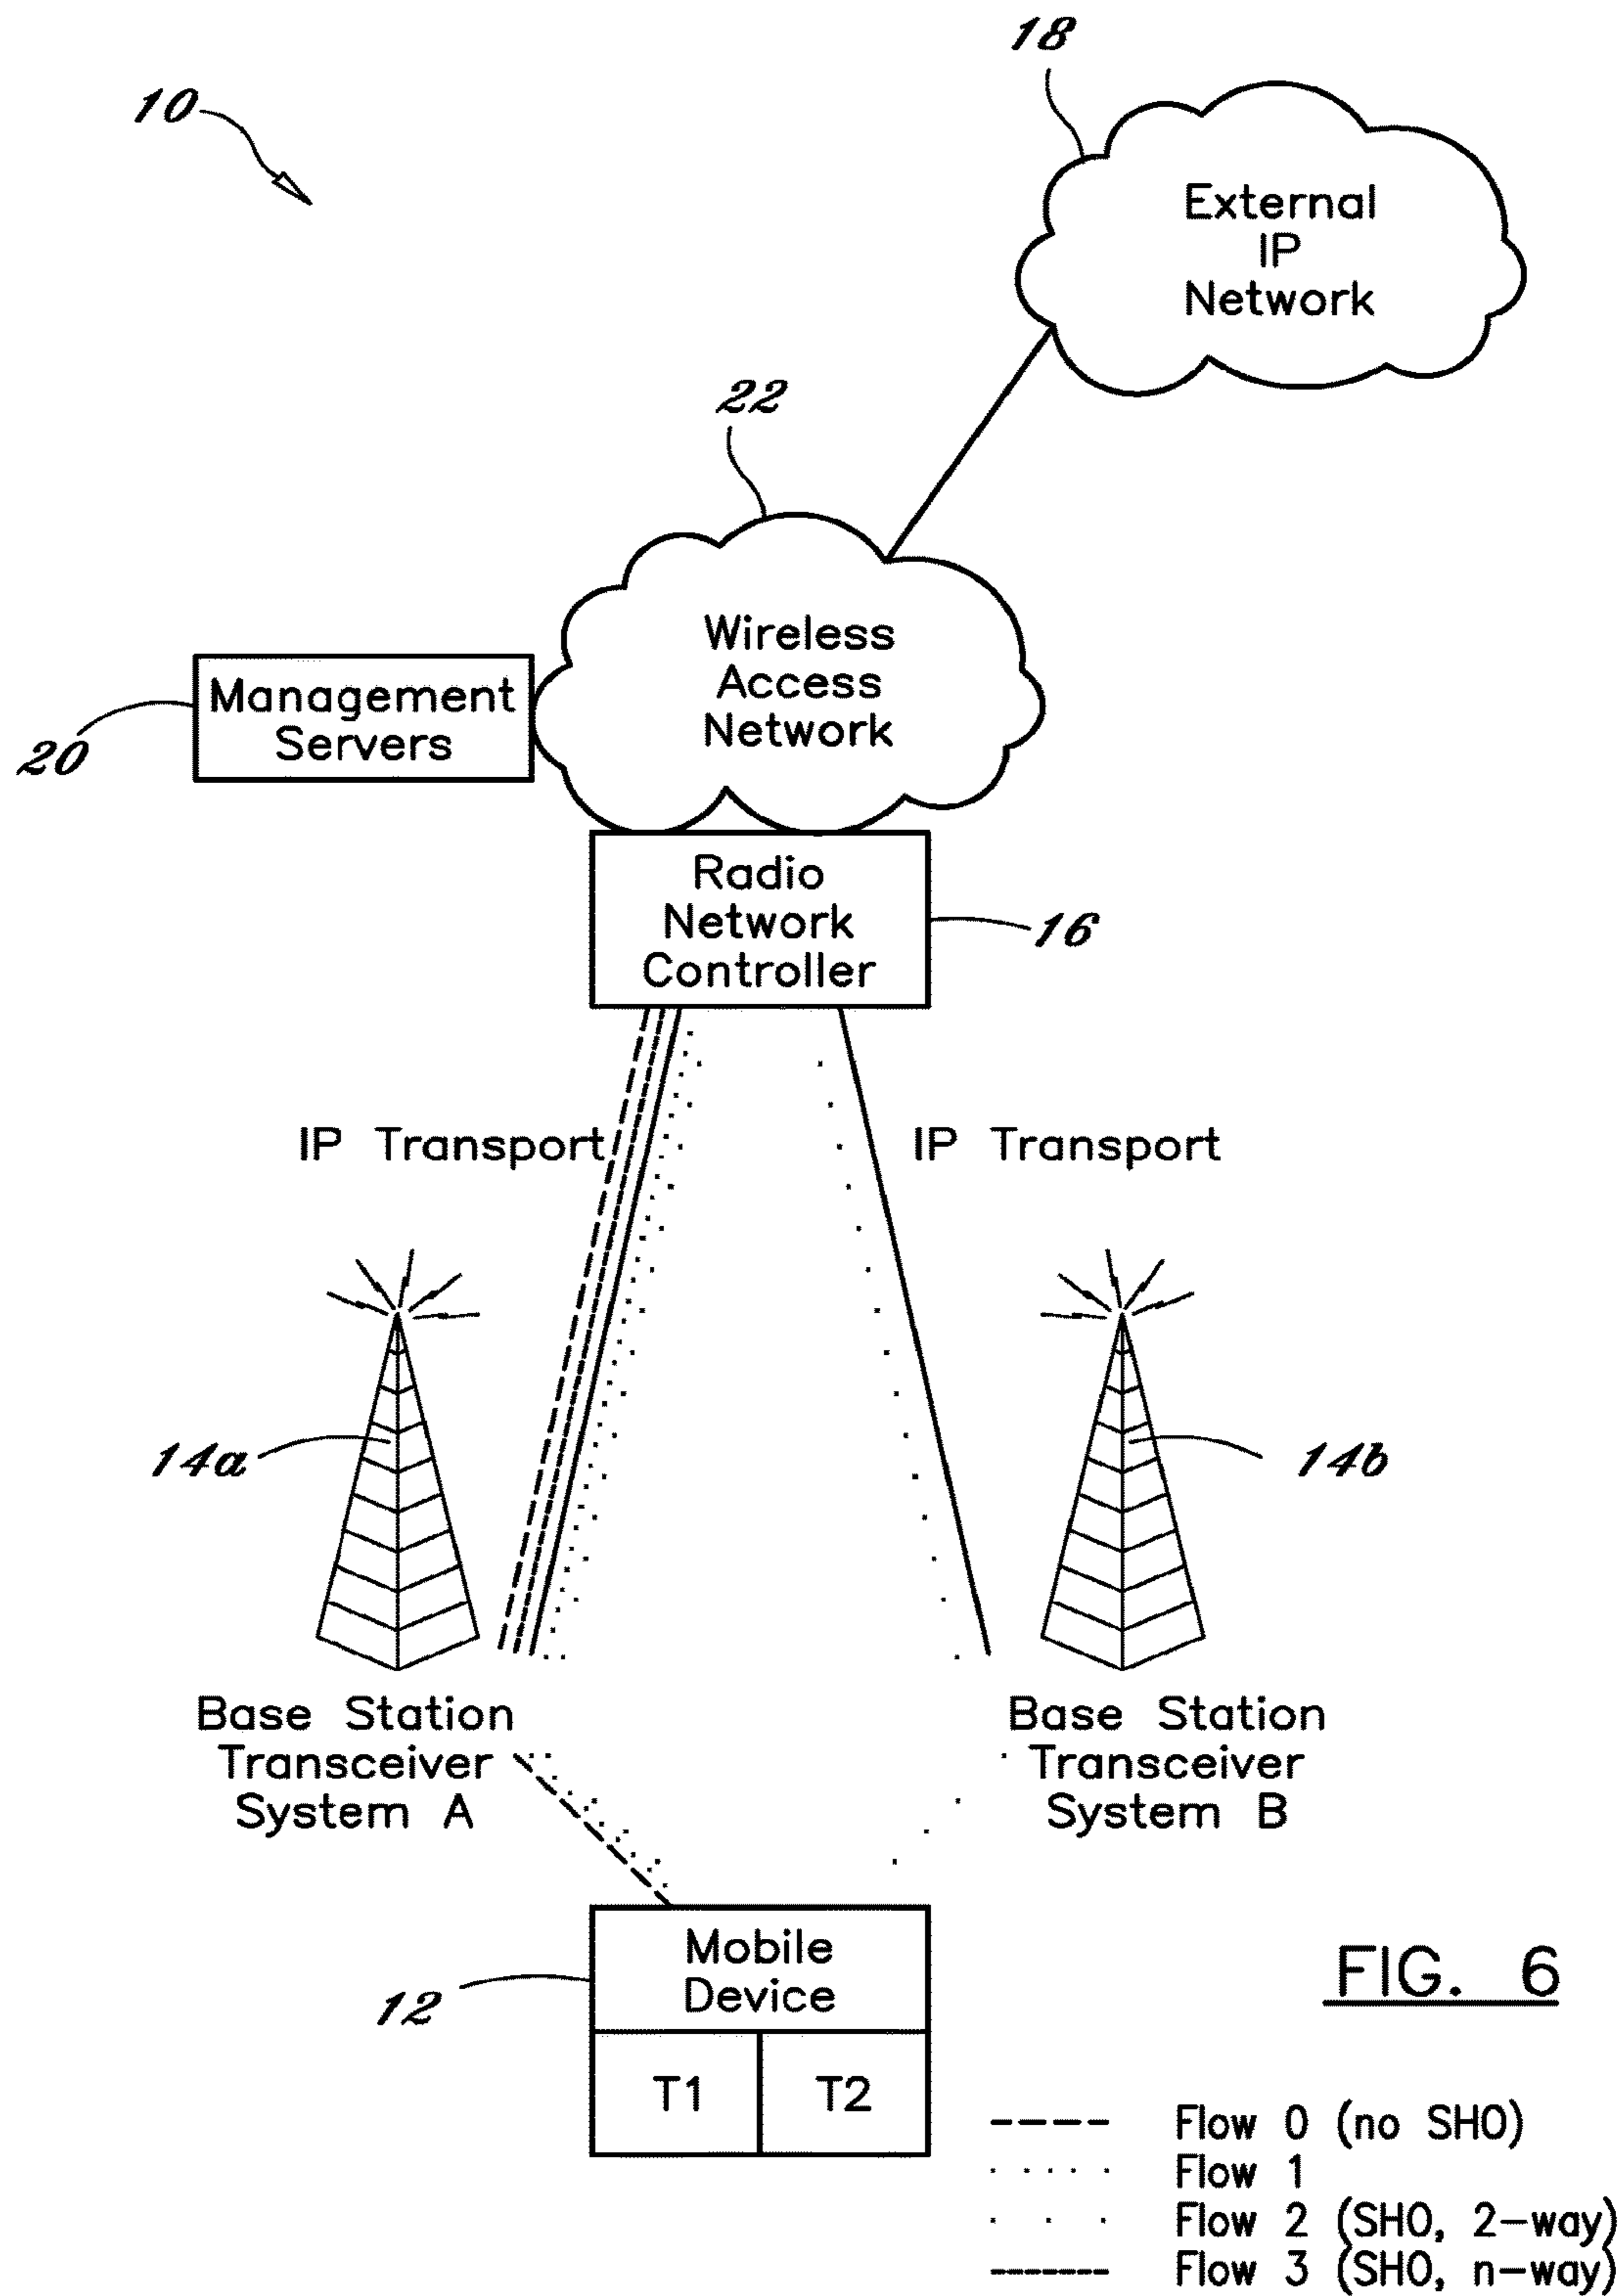 18
10
External
IP
Network
22
Wireless
Access
Network
Management
Servers
20
Radio
Network
Controller
16
IP Transport
IP Transport
14a
14b
Base Station
Transceiver
System A
Base Station
Transceiver
System B
Mobile
Device
12
T1
T2
FIG. 6
Flow 0 (no SHO)
Flow 1
Flow 2 (SHO, 2-way)
Flow 3 (SHO, n-way)